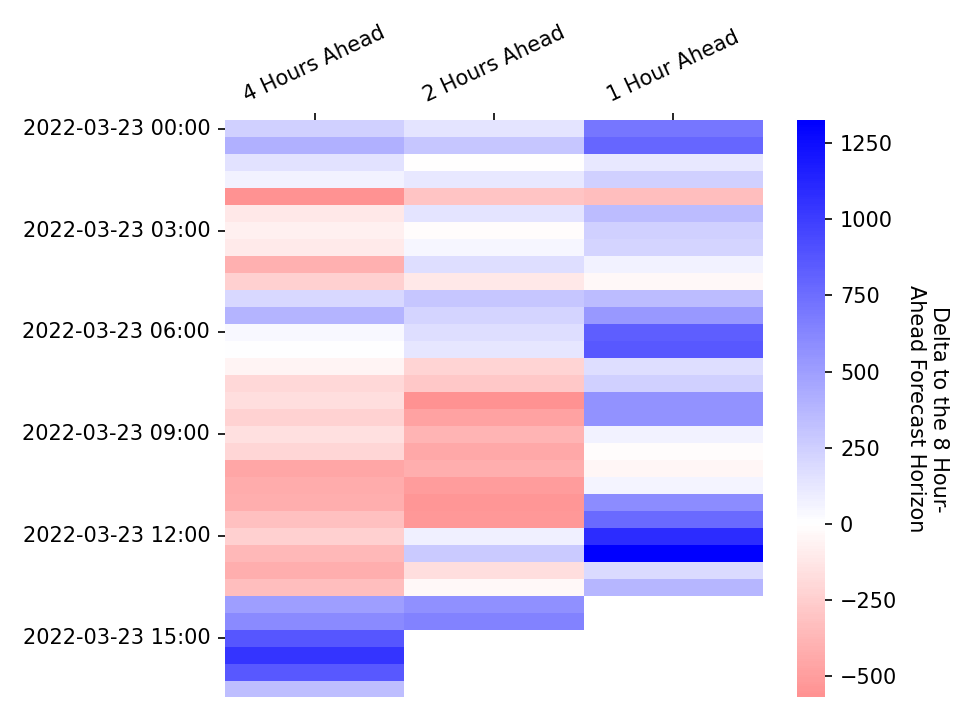 4 Hours Ahead
2 Hours Ahead
1 Hour Ahead
2022-03-23 00:00
2022-03-23 03:00
2022-03-23 06:00
2022-03-23 09:00
2022-03-23 12:00
2022-03-23 15:00
1250
1000
750
500
250
0
−250
−500
Delta to the 8 Hour-
Ahead Forecast Horizon